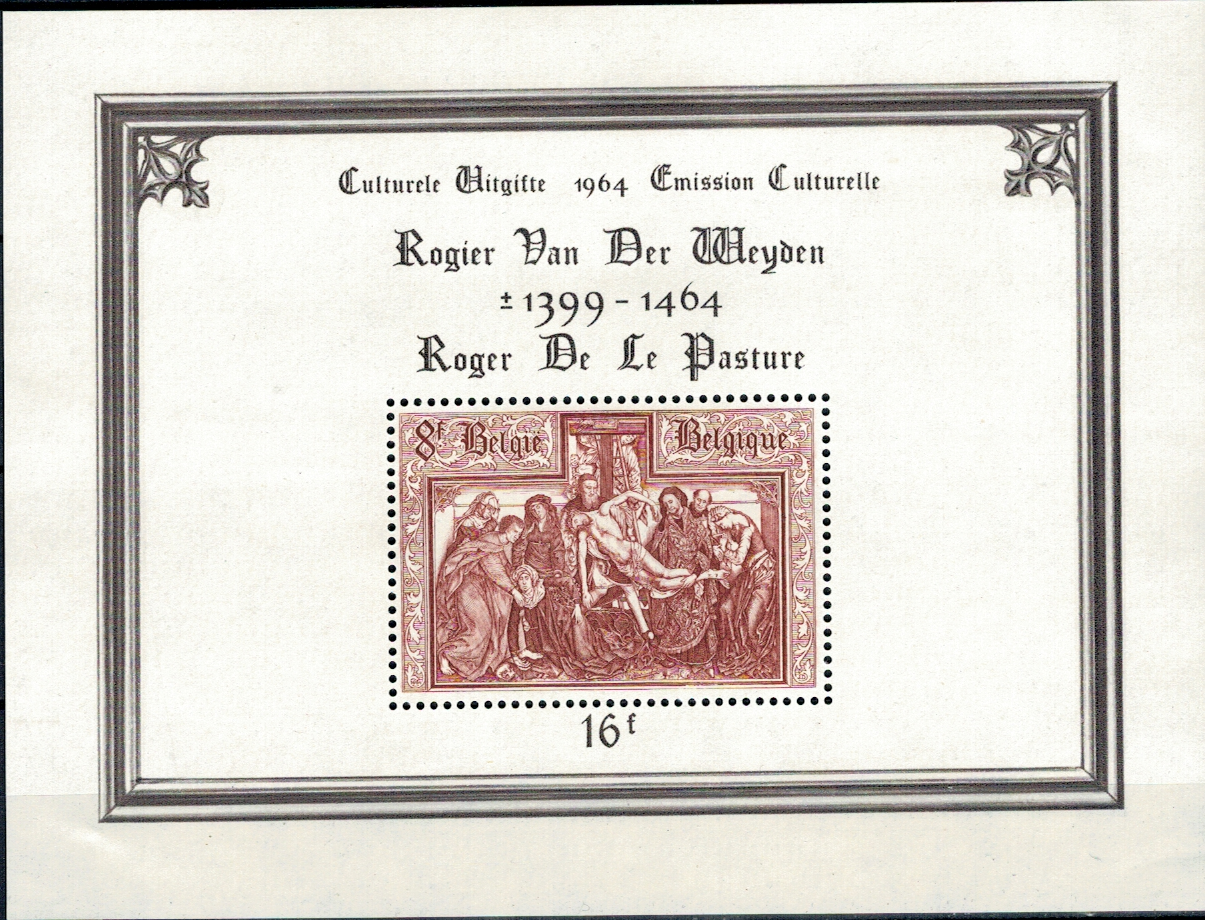 Culturele Uitgifte 1964 Emission Culturelle
Rogier Van Der Weyden
± 1399 – 1464
Roger De Le Pasture
8F België Belgique
16f